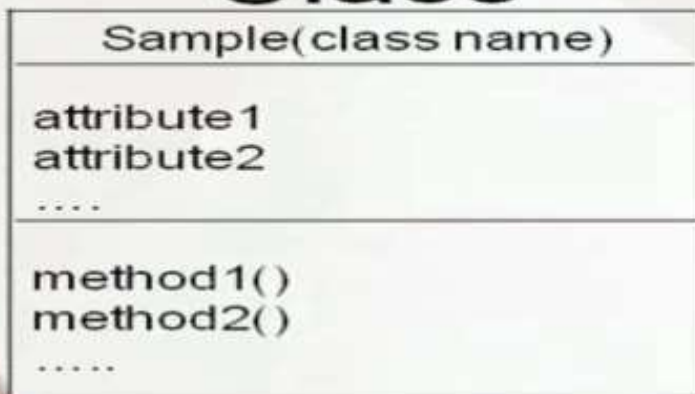 Sample(class name)
attribute1
attribute2
....
method1()
method2()
.....